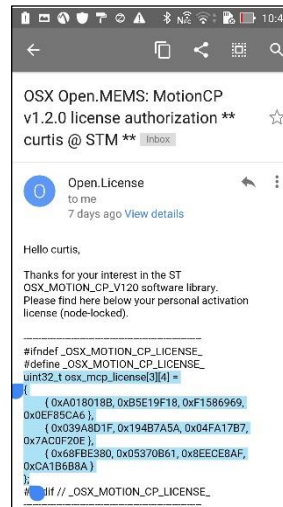 10:4
OSX Open.MEMS: MotionCP
v1.2.0 license authorization **
curtis @ STM ** Inbox
O
Open.License
to me
7 days ago View details
Hello curtis,
Thanks for your interest in the ST
OSX_MOTION_CP_V120 software library.
Please find here below your personal activation
license (node-locked).
------------------------------------------------
#ifndef _OSX_MOTION_CP_LICENSE_
#define _OSX_MOTION_CP_LICENSE_
uint32_t osx_mcp_license[3][4] =
{
{ 0xA018018B, 0xB5E19F18, 0xF1586969,
0x0EF85CA6 },
{ 0x039A8D1F, 0x194B7A5A, 0x04FA17B7,
0x7AC0F20E },
{ 0x68FBE380, 0x05370B61, 0x8EECE8AF,
0xCA1B6B8A }
};
// _OSX_MOTION_CP_LICENSE_
------------------------------------------------